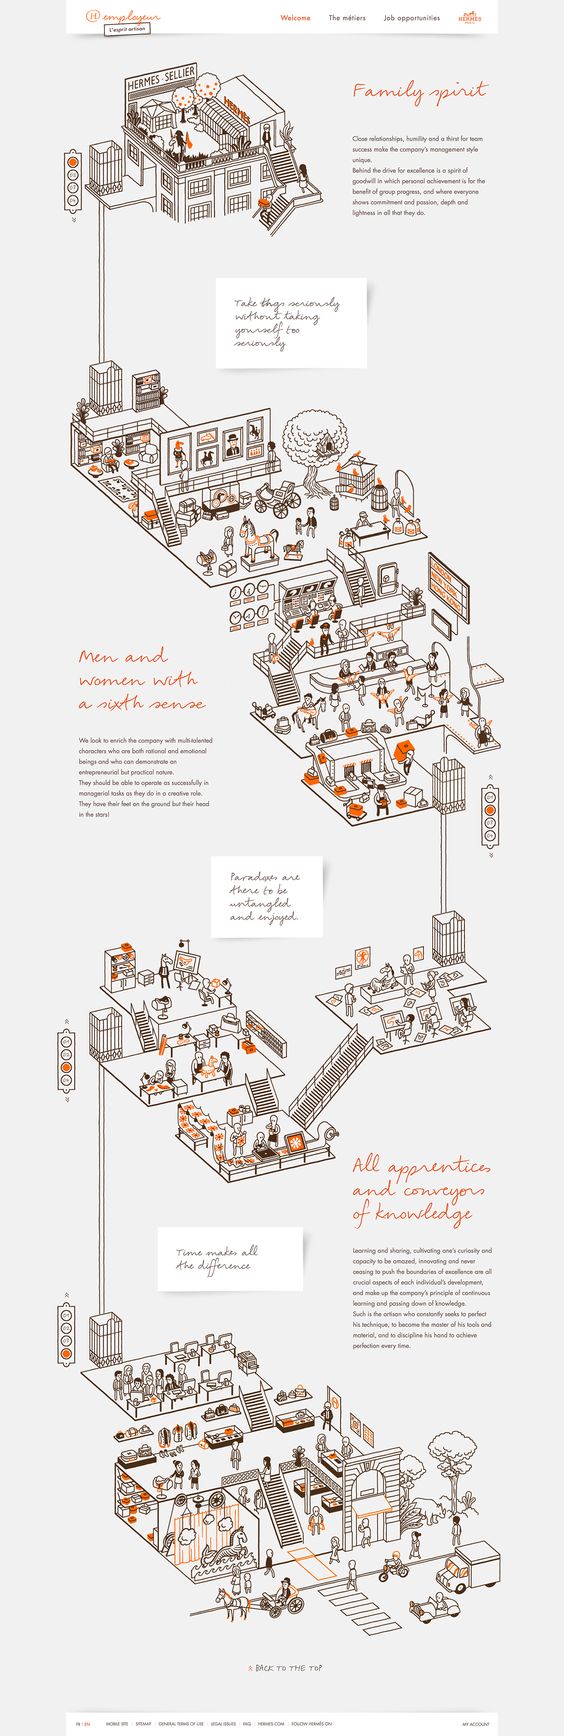 H employeur
L'esprit artisan
Welcome The métiers Job opportunities
HERMÈS
PARIS
HERMES-SELLIER
HERMES
Family spirit
Close relationships, humility and a thirst for team
success make the company's management style
unique.
Behind the drive for excellence is a spirit of
goodwill in which personal achievement is for the
benefit of group progress, and where everyone
shows commitment and passion, depth and
lightness in all that they do.
Take thgs seriously
without taking
yourself too
seriously
Men and
women with
a sixth sense
We look to enrich the company with multi-talented
characters who are both rational and emotional
beings and who can demonstrate an
entrepreneurial but practical nature.
They should be able to operate as successfully in
managerial tasks as they do in a creative role.
They have their feet on the ground but their head
in the stars!
Paradoxes are
there to be
untangled
and enjoyed.
All apprentices
and conveyors
of knowledge
Learning and sharing, cultivating one's curiosity and
capacity to be amazed, innovating and never
ceasing to push the boundaries of excellence are all
crucial aspects of each individual's development,
and make up the company's principle of continuous
learning and passing down of knowledge.
Such is the artisan who constantly seeks to perfect
his technique, to become the master of his tools and
material, and to discipline his hand to achieve
perfection every time.
Time makes all
the difference
BACK TO THE TOP
FR | EN MOBILE SITE SITEMAP GENERAL TERMS OF USE LEGAL ISSUES FAQ HERMES.COM FOLLOW HERMÈS ON MY ACCOUNT